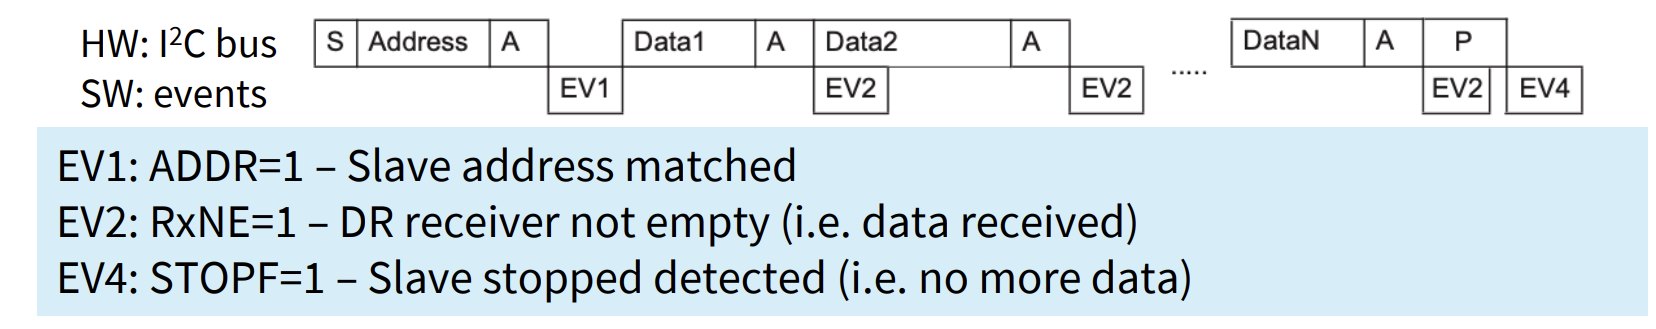 HW: I²C bus S Address A Data1 A Data2 A ..... DataN A P
SW: events EV1 EV2 EV2 EV2 EV4
EV1: ADDR=1 – Slave address matched
EV2: RxNE=1 – DR receiver not empty (i.e. data received)
EV4: STOPF=1 – Slave stopped detected (i.e. no more data)